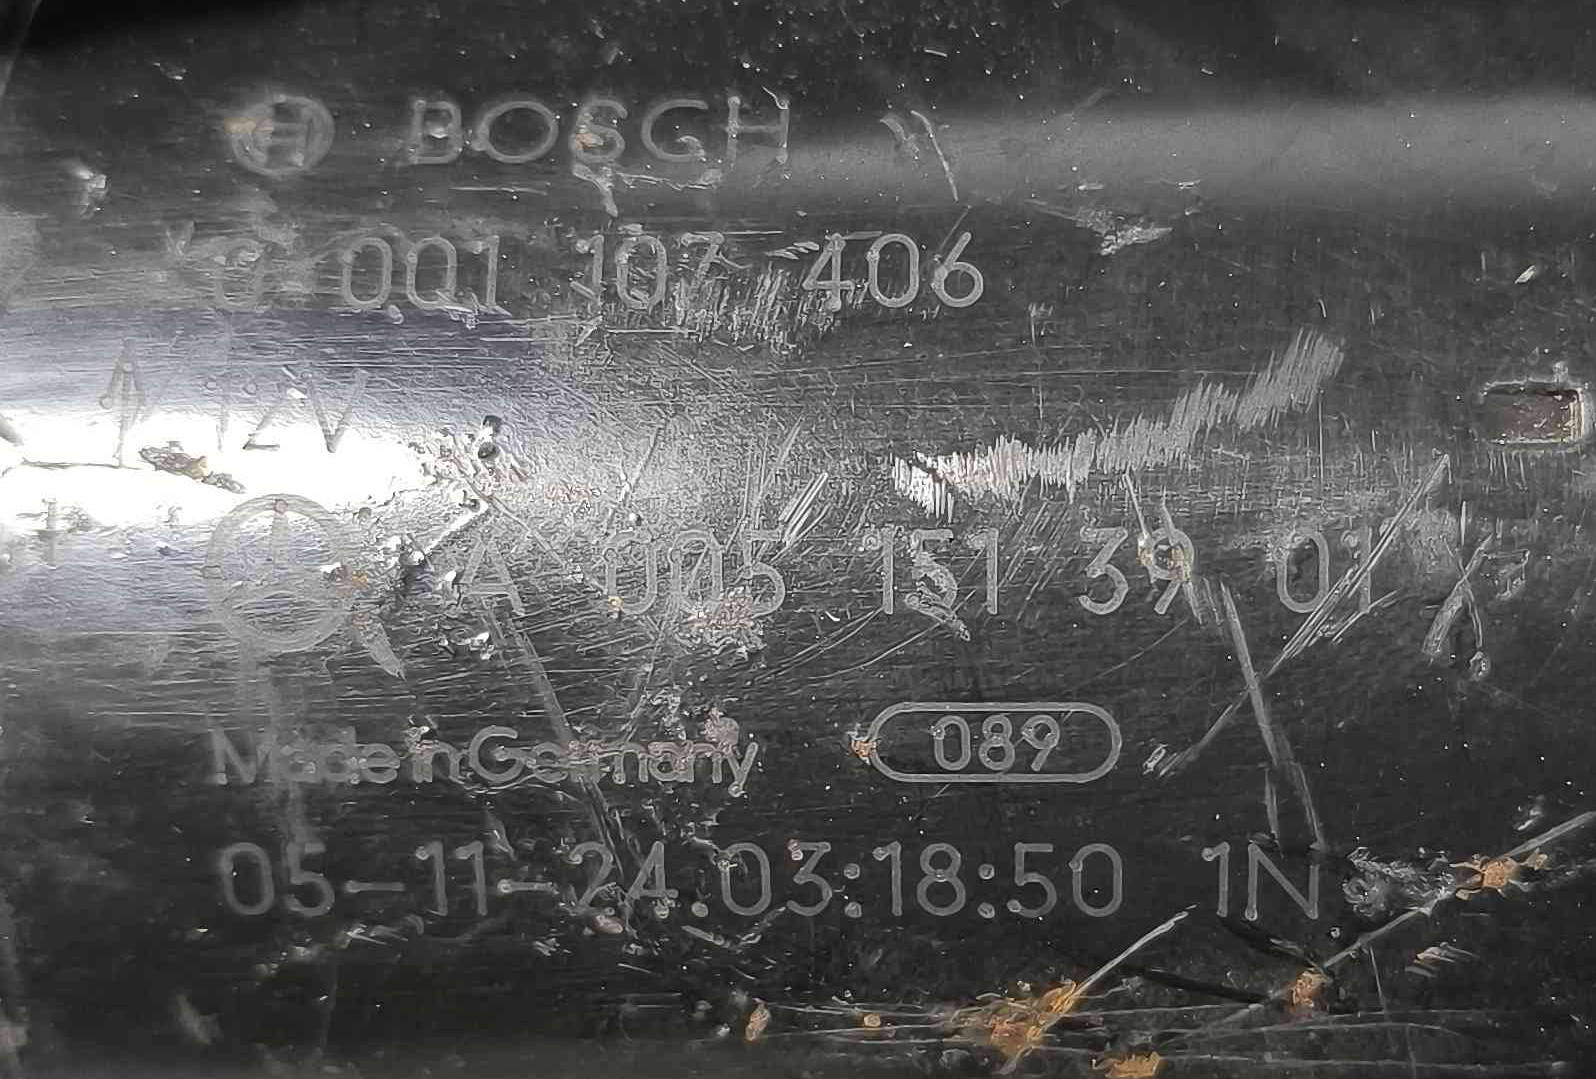 BOSCH
0 001 107 406
12V
A 005 151 39 01
Made in Germany 089
05-11-24.03:18:50 1N